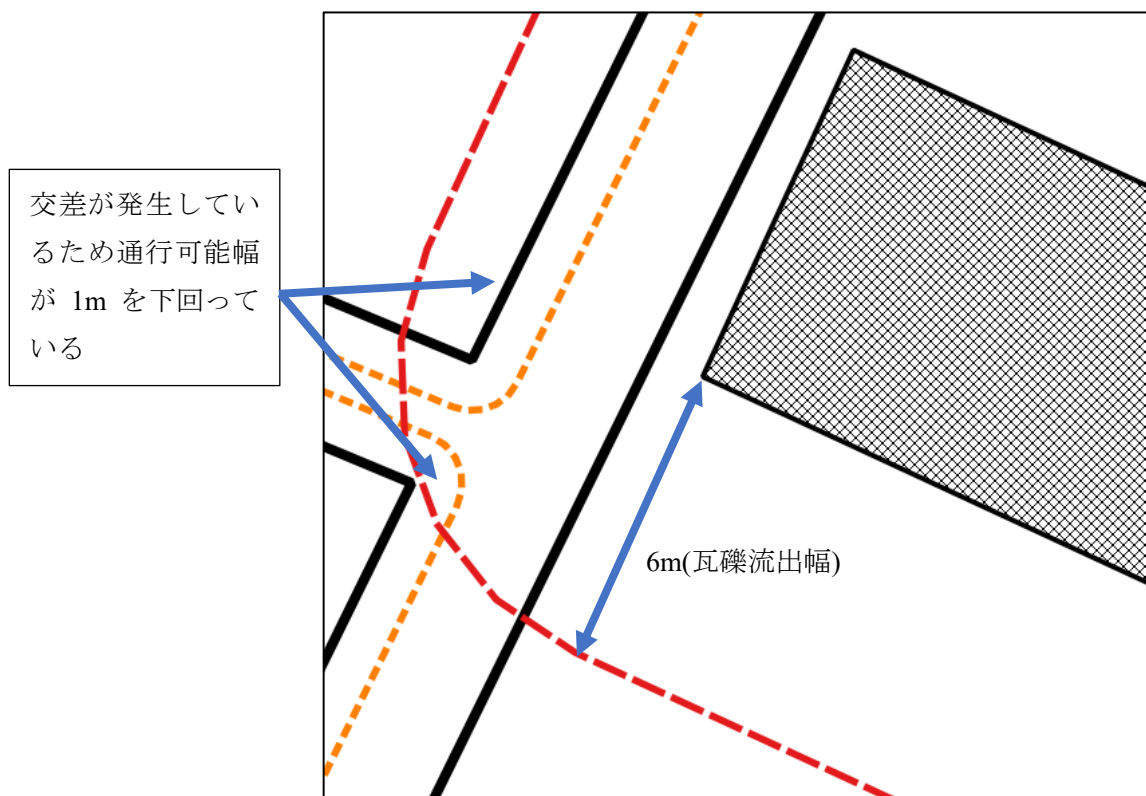 交差が発生してい
るため通行可能幅
が 1m を下回って
いる
6m(瓦礫流出幅)